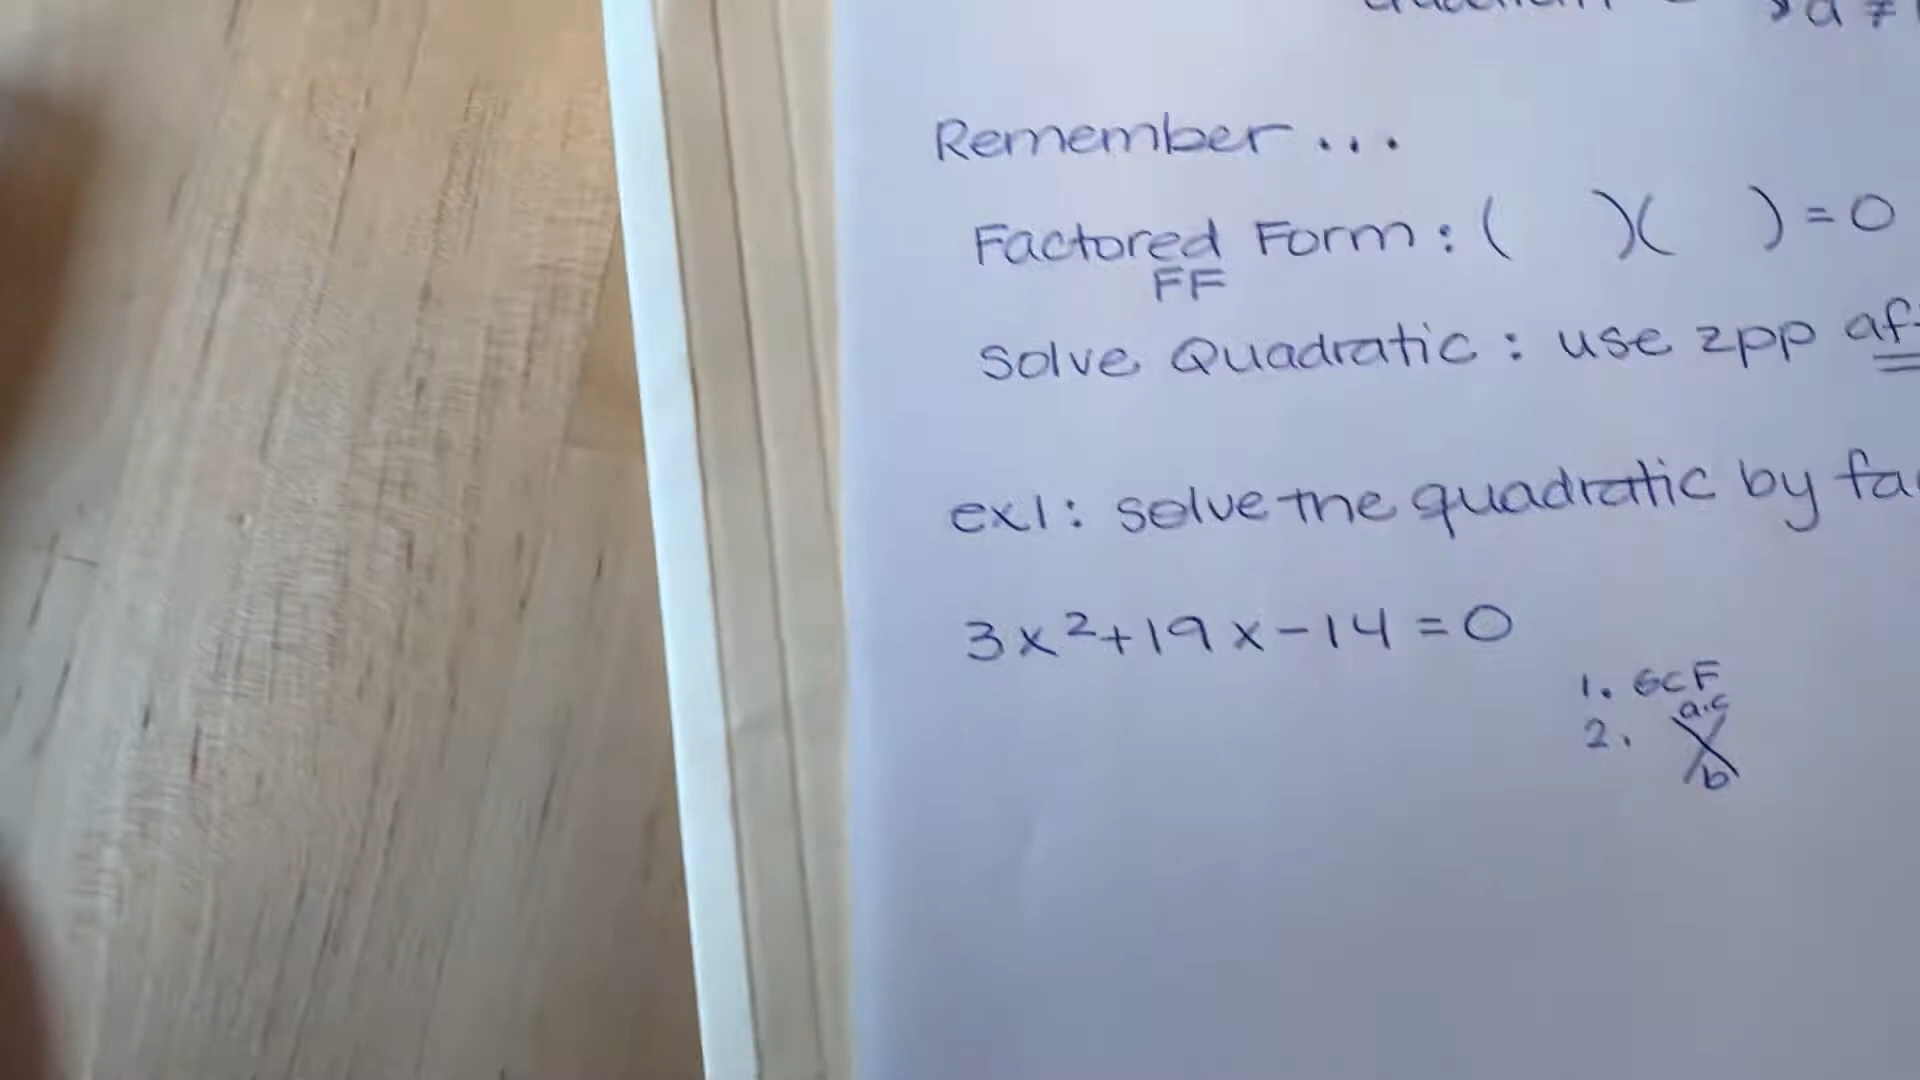 a ≠
Remember...
Factored Form : ( )( ) = 0
FF
Solve Quadratic : use zpp
ex1: solve the quadratic by
3x²+19x-14=0
1. GCF
a.c
2.
b